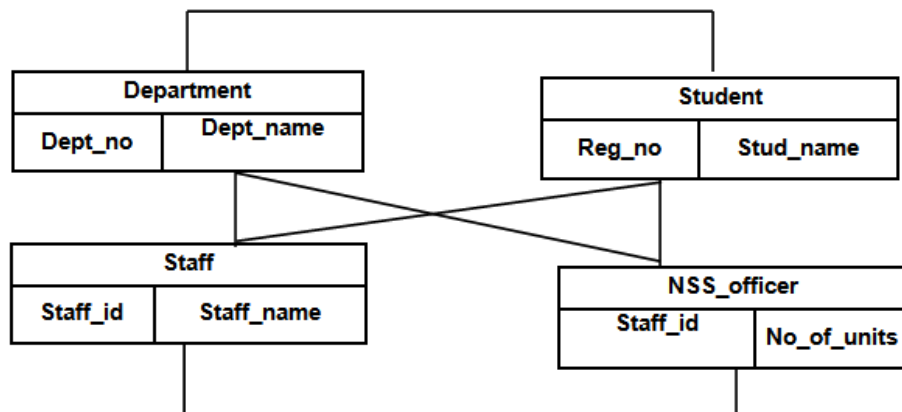 Department
Student
Dept_no Dept_name
Reg_no Stud_name
Staff
NSS_officer
Staff_id Staff_name
Staff_id No_of_units